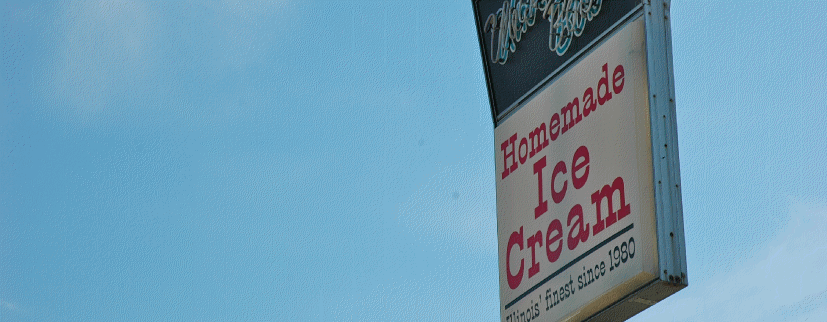 Homemade
Ice
Cream
Illinois' finest since 1980